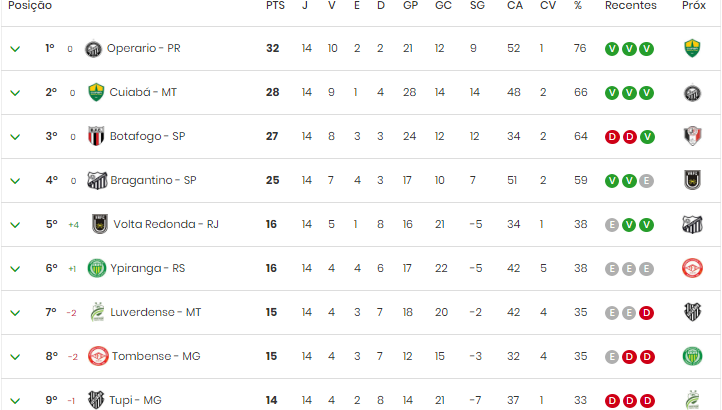 Posição PTS J V E D GP GC SG CA CV % Recentes Próx
1º 0 Operario - PR 32 14 10 2 2 21 12 9 52 1 76 V V V
2º 0 Cuiabá - MT 28 14 9 1 4 28 14 14 48 2 66 V V V
3º 0 Botafogo - SP 27 14 8 3 3 24 12 12 34 2 64 D D V
4º 0 Bragantino - SP 25 14 7 4 3 17 10 7 51 2 59 V V E
5º +4 Volta Redonda - RJ 16 14 5 1 8 16 21 -5 34 1 38 E V V
6º +1 Ypiranga - RS 16 14 4 4 6 17 22 -5 42 5 38 E E E
7º -2 Luverdense - MT 15 14 4 3 7 18 20 -2 42 4 35 E E D
8º -2 Tombense - MG 15 14 4 3 7 12 15 -3 32 4 35 E D D
9º -1 Tupi - MG 14 14 4 2 8 14 21 -7 37 1 33 D D D